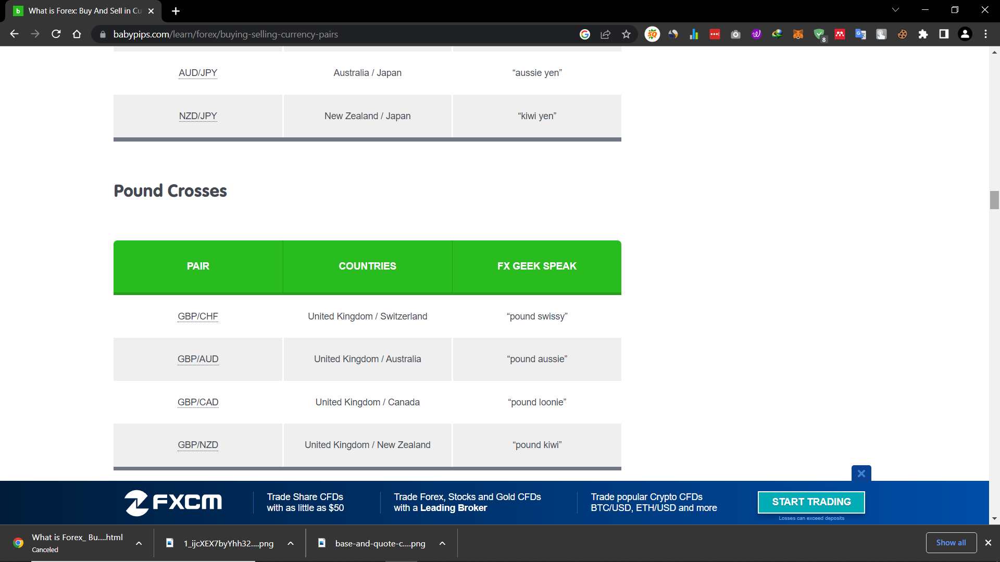 What is Forex: Buy And Sell in Cu
babypips.com/learn/forex/buying-selling-currency-pairs
AUD/JPY Australia / Japan “aussie yen”
NZD/JPY New Zealand / Japan “kiwi yen”
Pound Crosses
PAIR COUNTRIES FX GEEK SPEAK
GBP/CHF United Kingdom / Switzerland “pound swissy”
GBP/AUD United Kingdom / Australia “pound aussie”
GBP/CAD United Kingdom / Canada “pound loonie”
GBP/NZD United Kingdom / New Zealand “pound kiwi”
FXCM
Trade Share CFDs
with as little as $50
Trade Forex, Stocks and Gold CFDs
with a Leading Broker
Trade popular Crypto CFDs
BTC/USD, ETH/USD and more
START TRADING
Losses can exceed deposits
What is Forex_ Bu....html
Canceled
1_ijcXEX7byYhh32....png
base-and-quote-c....png
Show all